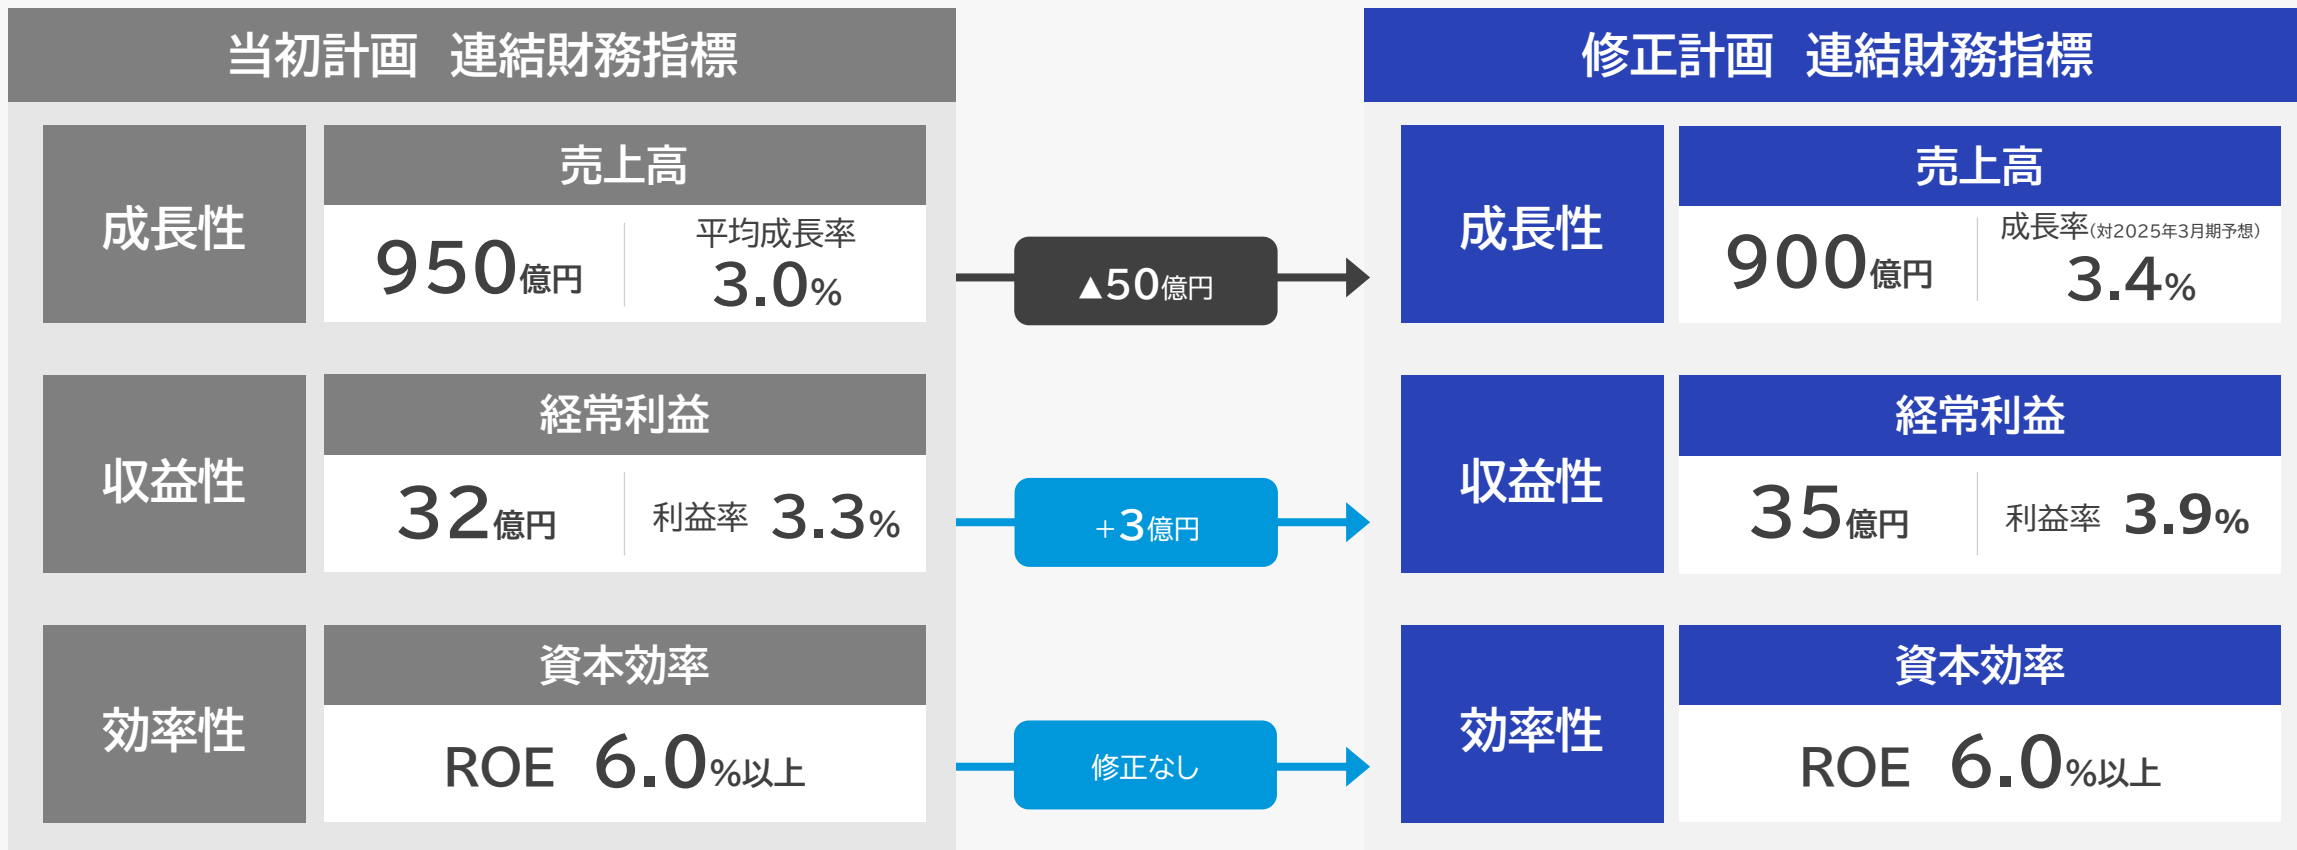 当初計画 連結財務指標
成長性
売上高
950億円
平均成長率
3.0%
収益性
経常利益
32億円
利益率 3.3%
効率性
資本効率
ROE 6.0%以上
▲50億円
+3億円
修正なし
修正計画 連結財務指標
成長性
売上高
900億円
成長率(対2025年3月期予想)
3.4%
収益性
経常利益
35億円
利益率 3.9%
効率性
資本効率
ROE 6.0%以上